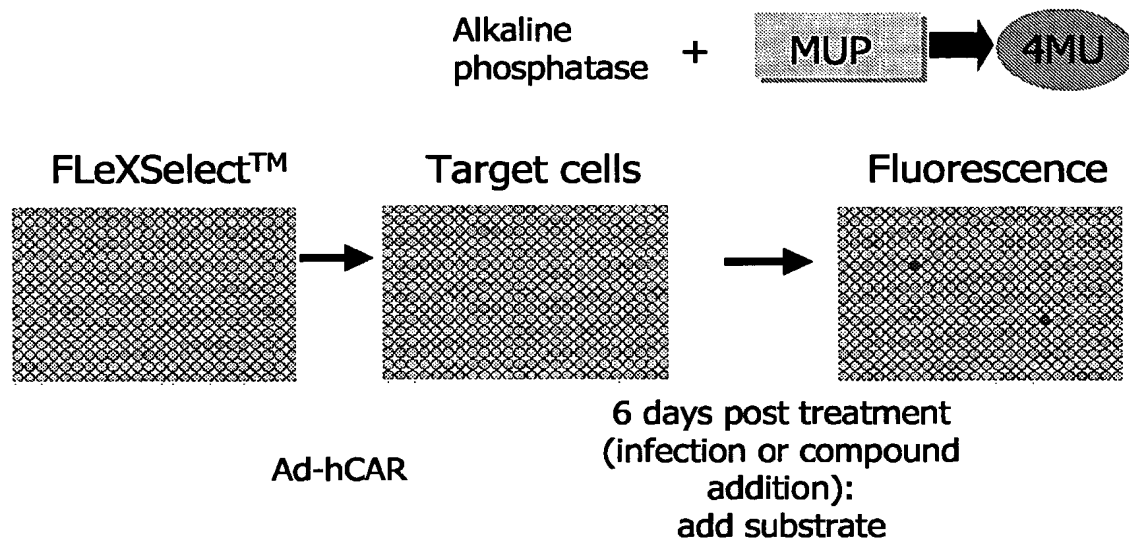 Alkaline
phosphatase
+
MUP
4MU
FLeXSelect™
Target cells
Fluorescence
Ad-hCAR
6 days post treatment
(infection or compound
addition):
add substrate